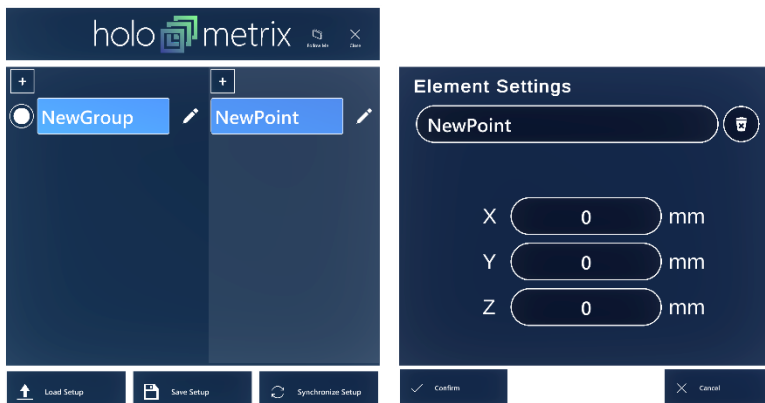 holo metrix
Follow Me
Close
+
+
NewGroup
NewPoint
Load Setup
Save Setup
Synchronize Setup
Element Settings
NewPoint
X 0 mm
Y 0 mm
Z 0 mm
Confirm
Cancel